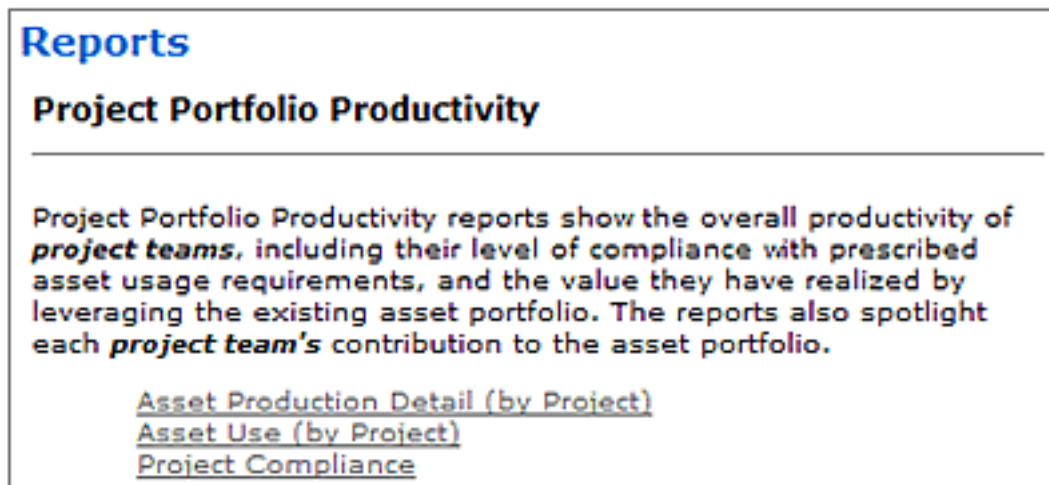 Reports
Project Portfolio Productivity
Project Portfolio Productivity reports show the overall productivity of
project teams, including their level of compliance with prescribed
asset usage requirements, and the value they have realized by
leveraging the existing asset portfolio. The reports also spotlight
each project team's contribution to the asset portfolio.
Asset Production Detail (by Project)
Asset Use (by Project)
Project Compliance